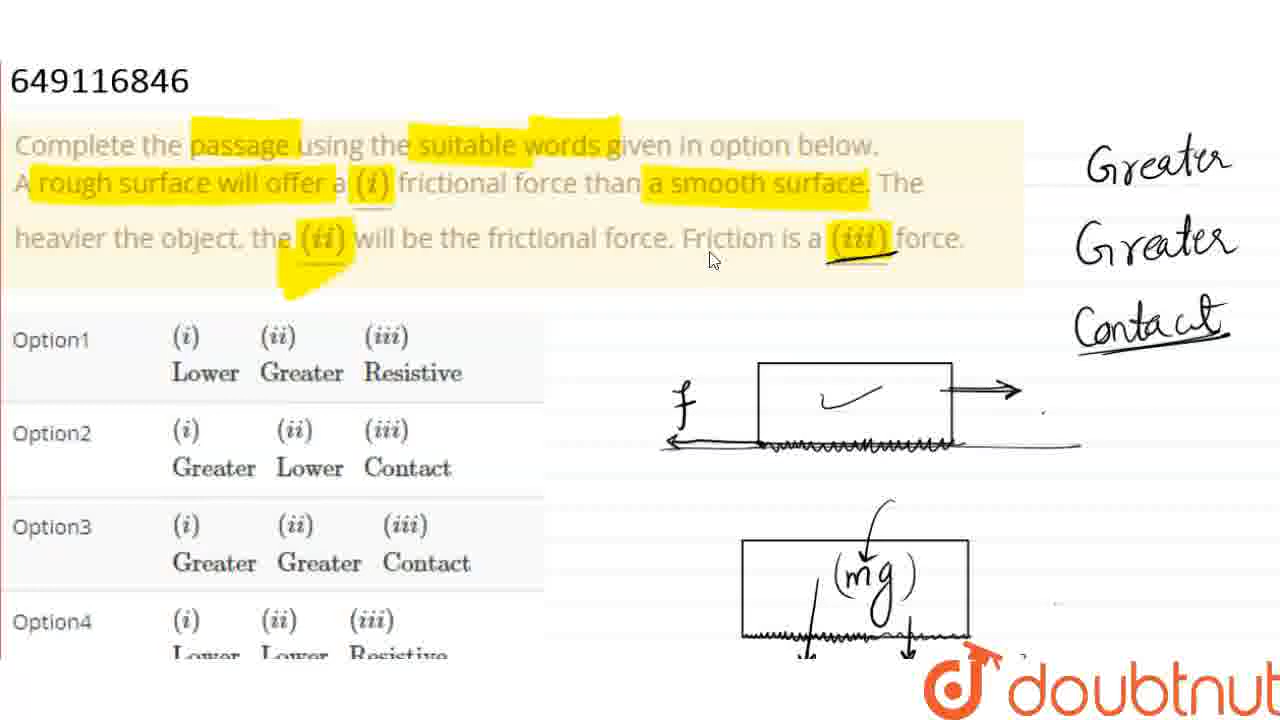 649116846
Complete the passage using the suitable words given in option below.
A rough surface will offer a (i) frictional force than a smooth surface. The
heavier the object, the (ii) will be the frictional force. Friction is a (iii) force.
Greater
Greater
Contact
Option1 (i) (ii) (iii)
Lower Greater Resistive
Option2 (i) (ii) (iii)
Greater Lower Contact
Option3 (i) (ii) (iii)
Greater Greater Contact
Option4 (i) (ii) (iii)
Lower Lower Resistive
f
(mg)
doubtnut